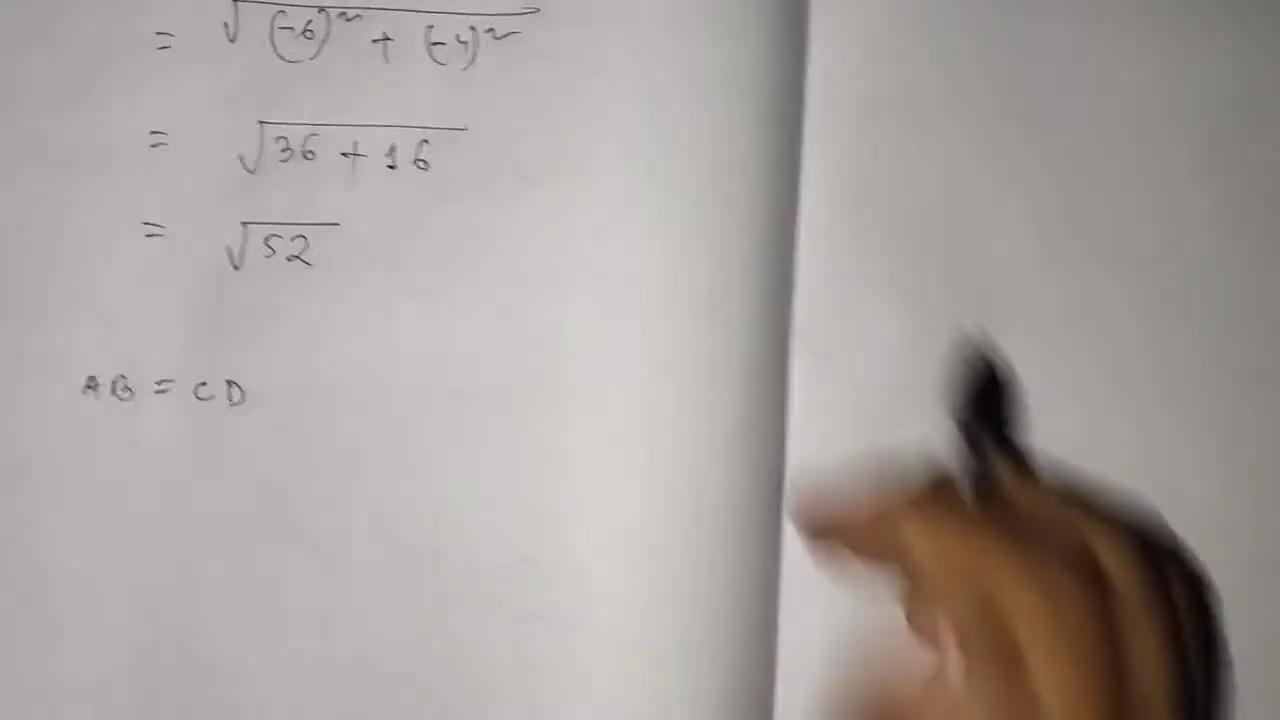 = √(-6)² + (-4)²
= √36 + 16
= √52
AB = CD